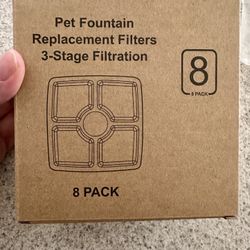 Pet Fountain
Replacement Filters
3-Stage Filtration
8
8 PACK
8 PACK